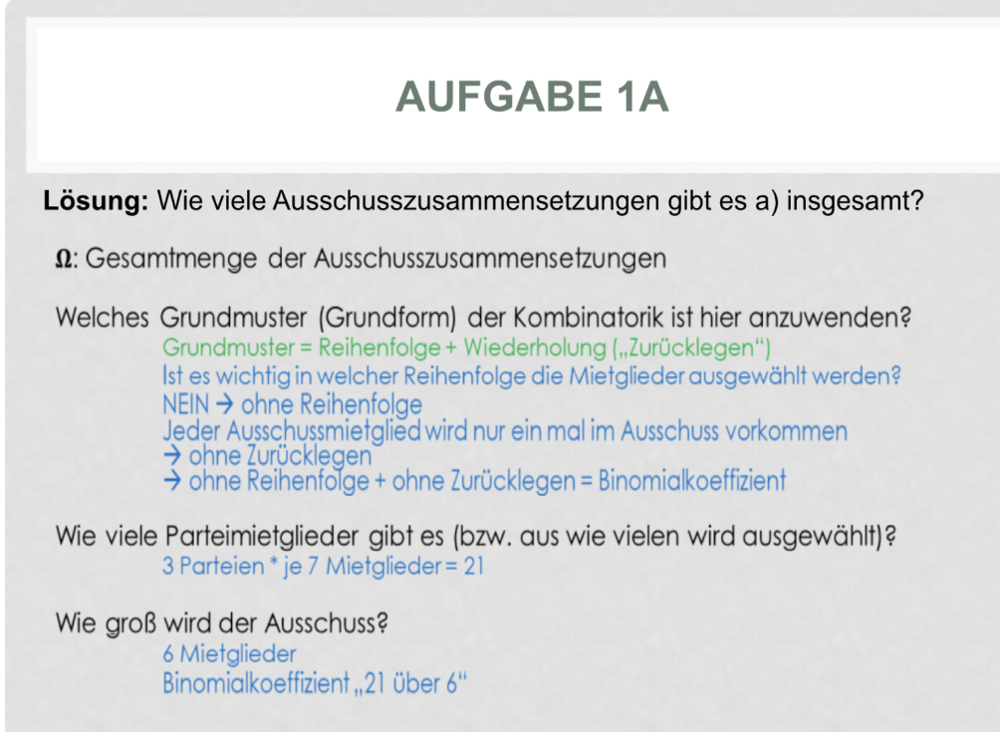 AUFGABE 1A
Lösung: Wie viele Ausschusszusammensetzungen gibt es a) insgesamt?
Ω: Gesamtmenge der Ausschusszusammensetzungen
Welches Grundmuster (Grundform) der Kombinatorik ist hier anzuwenden?
Grundmuster = Reihenfolge + Wiederholung („Zurücklegen“)
Ist es wichtig in welcher Reihenfolge die Mietglieder ausgewählt werden?
NEIN → ohne Reihenfolge
Jeder Ausschussmietglied wird nur ein mal im Ausschuss vorkommen
→ ohne Zurücklegen
→ ohne Reihenfolge + ohne Zurücklegen = Binomialkoeffizient
Wie viele Parteimietglieder gibt es (bzw. aus wie vielen wird ausgewählt)?
3 Parteien * je 7 Mietglieder = 21
Wie groß wird der Ausschuss?
6 Mietglieder
Binomialkoeffizient „21 über 6“